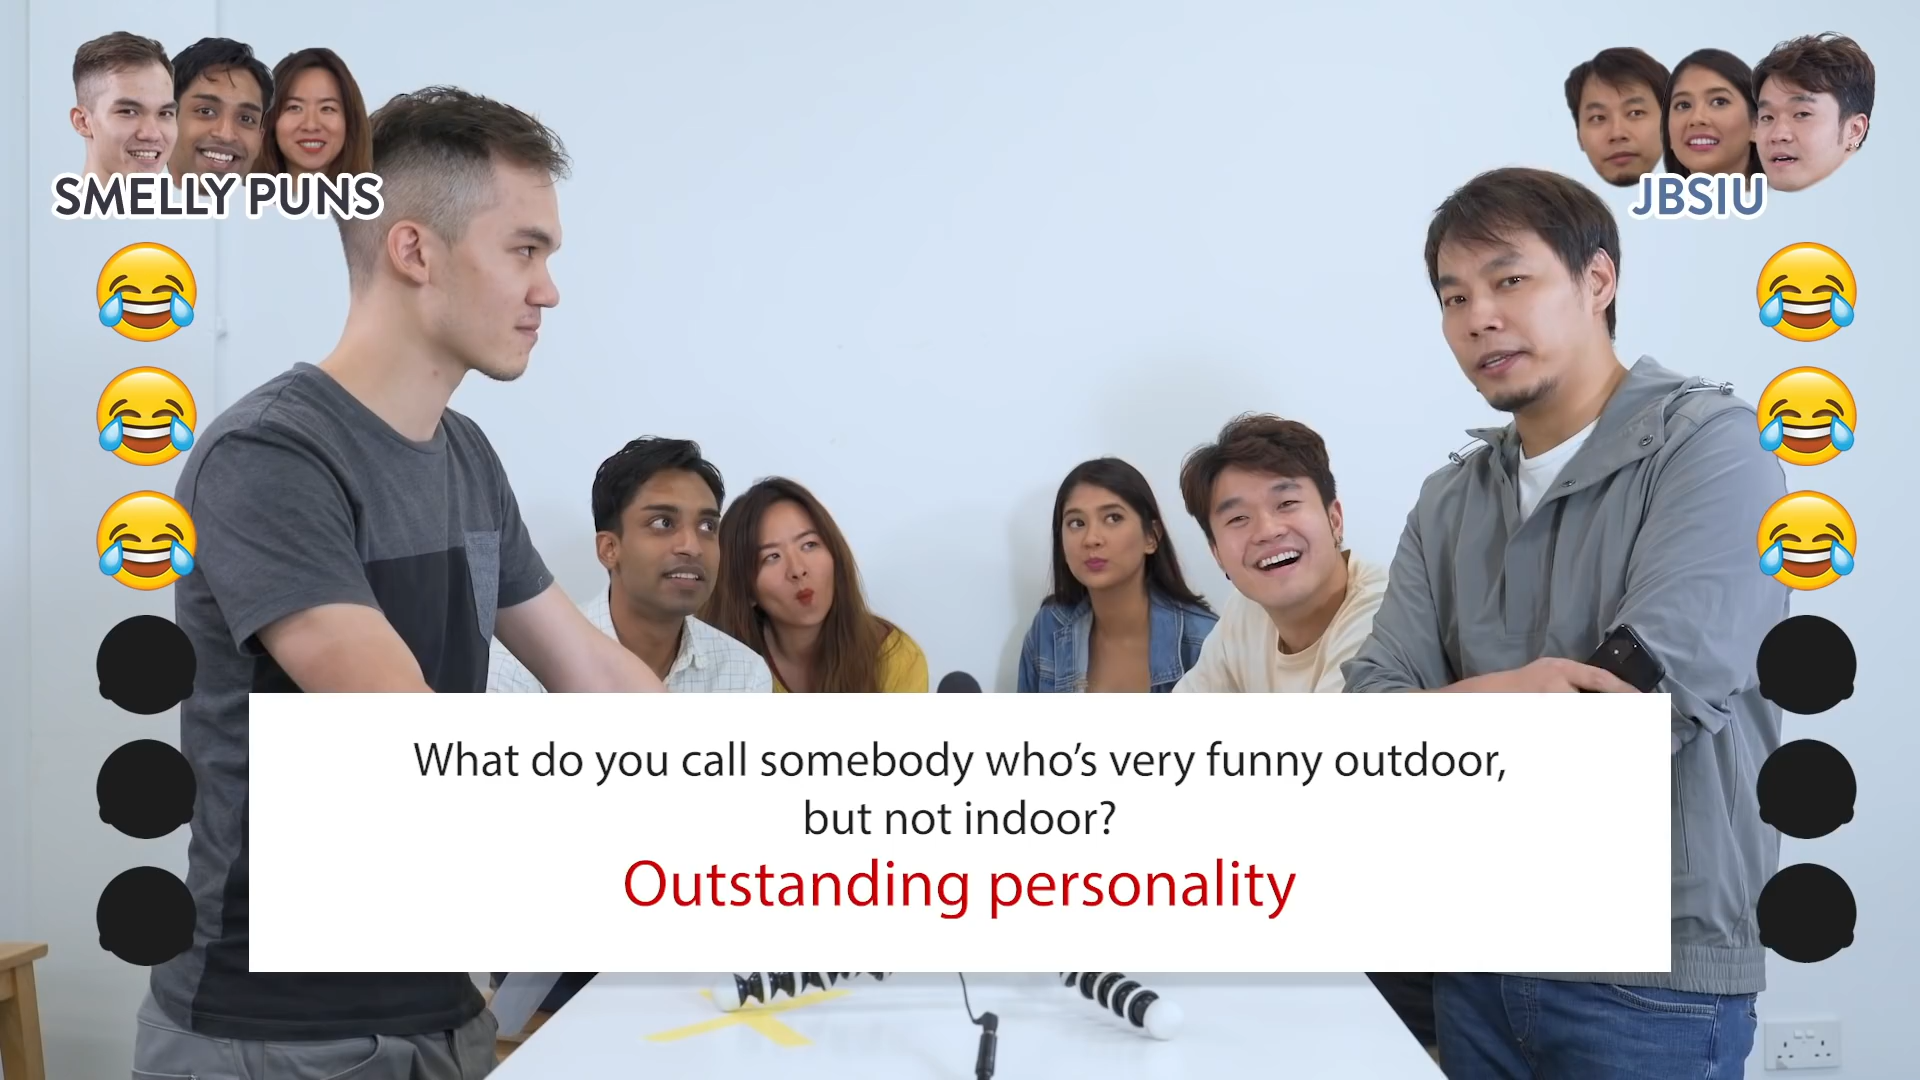 SMELLY PUNS
JBSIU
What do you call somebody who’s very funny outdoor,
but not indoor?
Outstanding personality